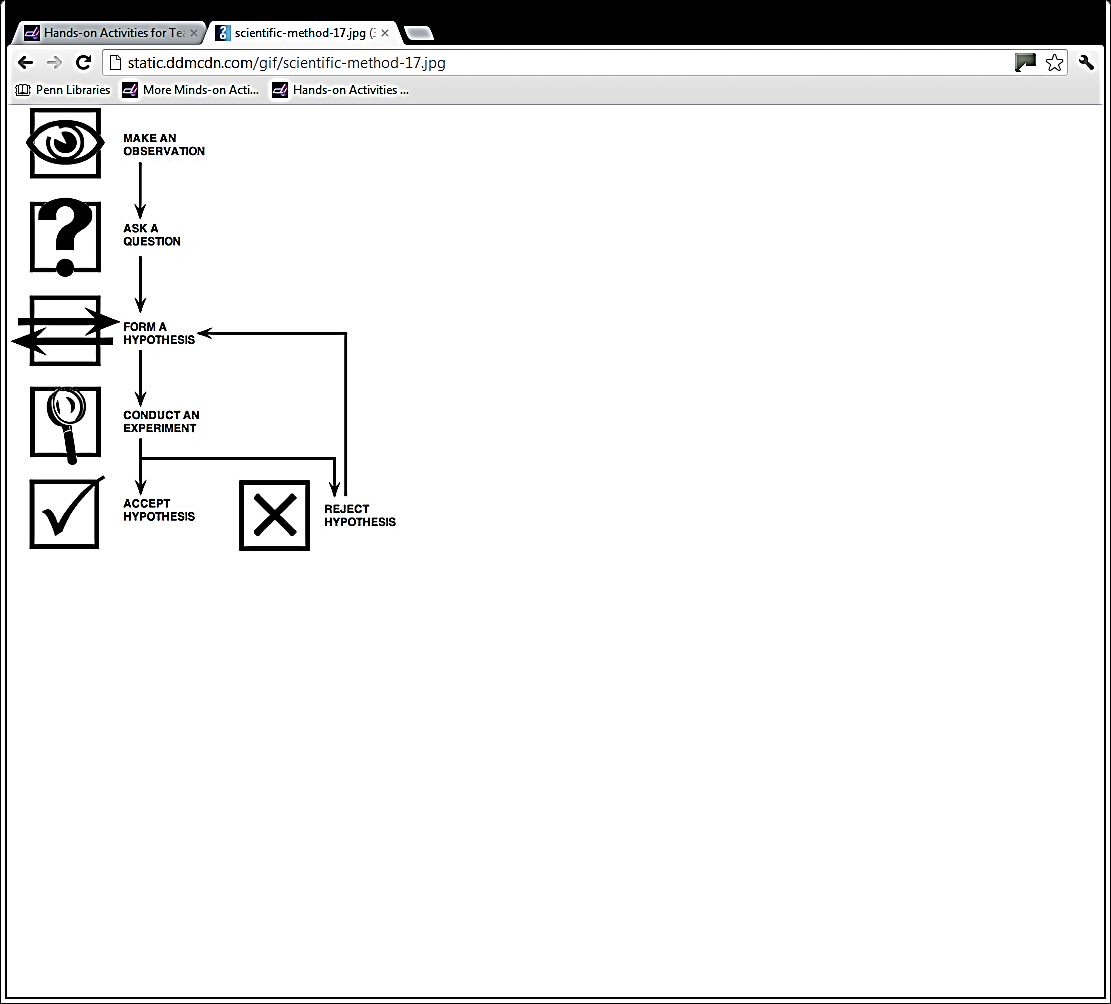 Hands-on Activities for Tea
scientific-method-17.jpg (
static.ddmcdn.com/gif/scientific-method-17.jpg
Penn Libraries
More Minds-on Acti...
Hands-on Activities ...
MAKE AN
OBSERVATION
?
ASK A
QUESTION
FORM A
HYPOTHESIS
CONDUCT AN
EXPERIMENT
ACCEPT
HYPOTHESIS
REJECT
HYPOTHESIS